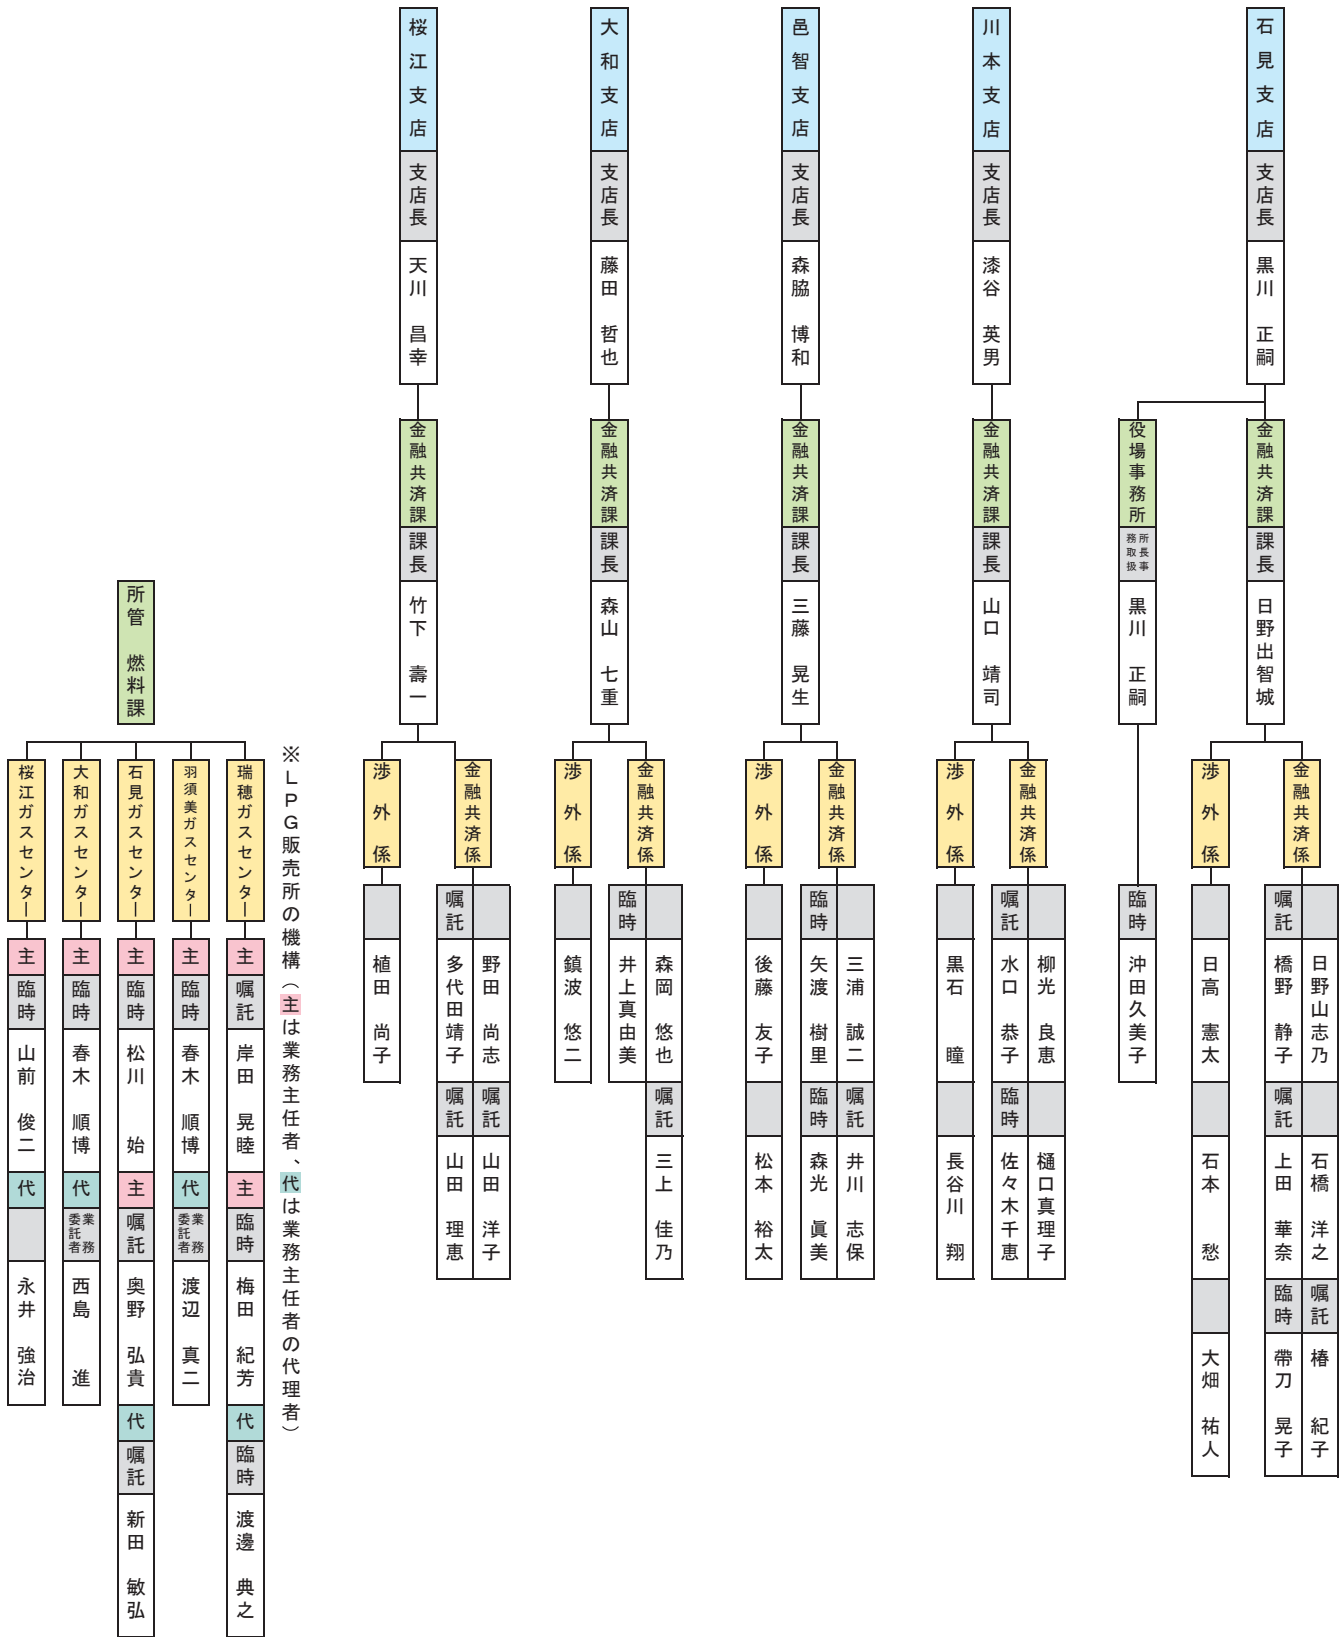 石見支店
支店長
黒川 正嗣
金融共済課
課長
日野出智城
金融共済係
日野山志乃
石橋 洋之
嘱託
椿 紀子
嘱託
橋野 静子
嘱託
上田 華奈
臨時
帶刀 晃子
渉外係
日高 憲太
石本 愁
大畑 祐人
役場事務所
所長事務取扱
黒川 正嗣
臨時
沖田久美子
川本支店
支店長
漆谷 英男
金融共済課
課長
山口 靖司
金融共済係
柳光 良恵
樋口真理子
嘱託
水口 恭子
臨時
佐々木千恵
渉外係
黒石 瞳
長谷川 翔
邑智支店
支店長
森脇 博和
金融共済課
課長
三藤 晃生
金融共済係
三浦 誠二
嘱託
井川 志保
臨時
矢渡 樹里
臨時
森光 眞美
渉外係
後藤 友子
松本 裕太
大和支店
支店長
藤田 哲也
金融共済課
課長
森山 七重
金融共済係
森岡 悠也
嘱託
三上 佳乃
臨時
井上真由美
渉外係
鎮波 悠二
桜江支店
支店長
天川 昌幸
金融共済課
課長
竹下 壽一
金融共済係
野田 尚志
嘱託
山田 洋子
嘱託
多代田靖子
嘱託
山田 理恵
渉外係
植田 尚子
※LPG販売所の機構（主は業務主任者、代は業務主任者の代理者）
所管 燃料課
瑞穂ガスセンター
主
嘱託
岸田 晃睦
主
臨時
梅田 紀芳
代
臨時
渡邊 典之
羽須美ガスセンター
主
臨時
春木 順博
代
業務委託者
渡辺 真二
石見ガスセンター
主
臨時
松川 始
主
嘱託
奥野 弘貴
代
嘱託
新田 敏弘
大和ガスセンター
主
臨時
春木 順博
代
業務委託者
西島 進
桜江ガスセンター
主
臨時
山前 俊二
代
永井 強治